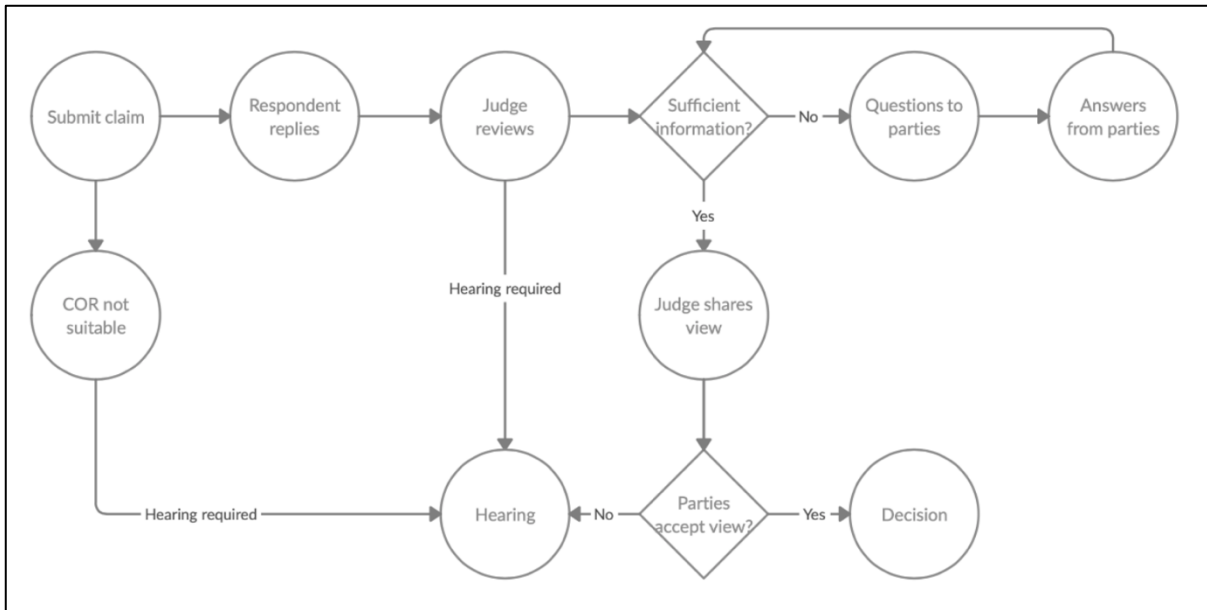 Submit claim
Respondent
replies
Judge
reviews
Sufficient
information?
No
Questions to
parties
Answers
from parties
Yes
COR not
suitable
Hearing required
Judge shares
view
Hearing required
Hearing
No
Parties
accept view?
Yes
Decision